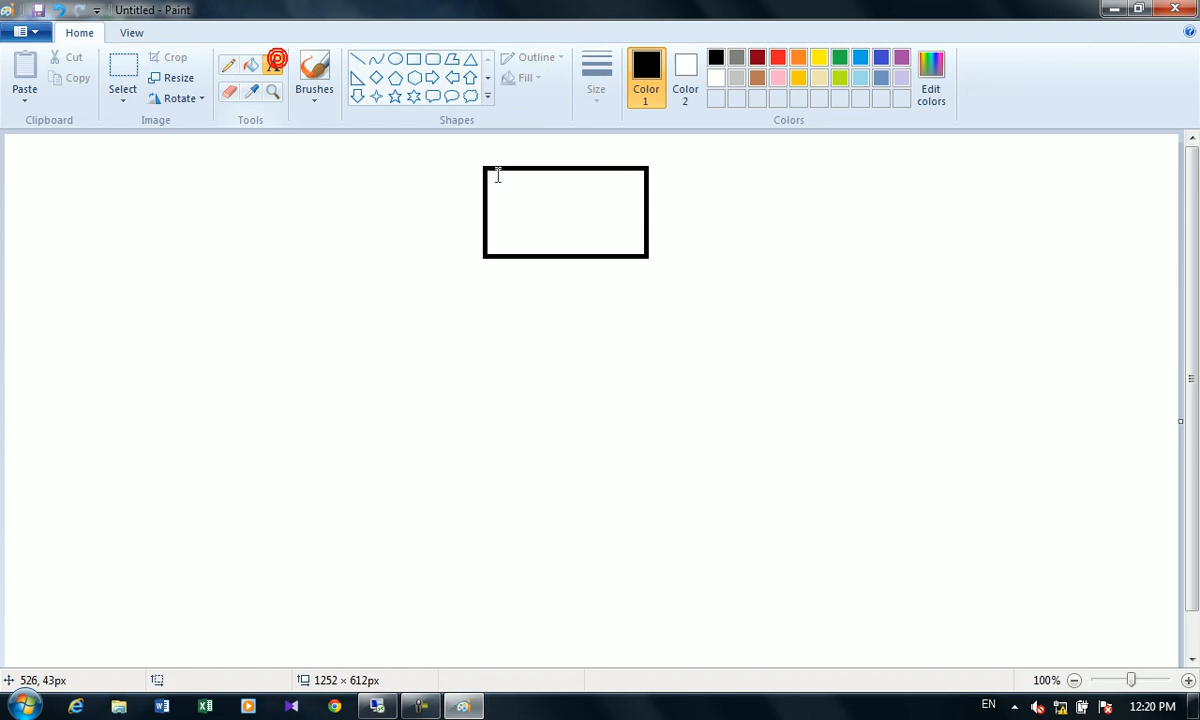 Untitled - Paint
Home
View
Paste
Cut
Copy
Clipboard
Select
Crop
Resize
Rotate
Image
A
Tools
Brushes
Outline
Fill
Shapes
Size
Color 1
Color 2
Edit colors
Colors
526, 43px
1252 × 612px
100%
EN
12:20 PM